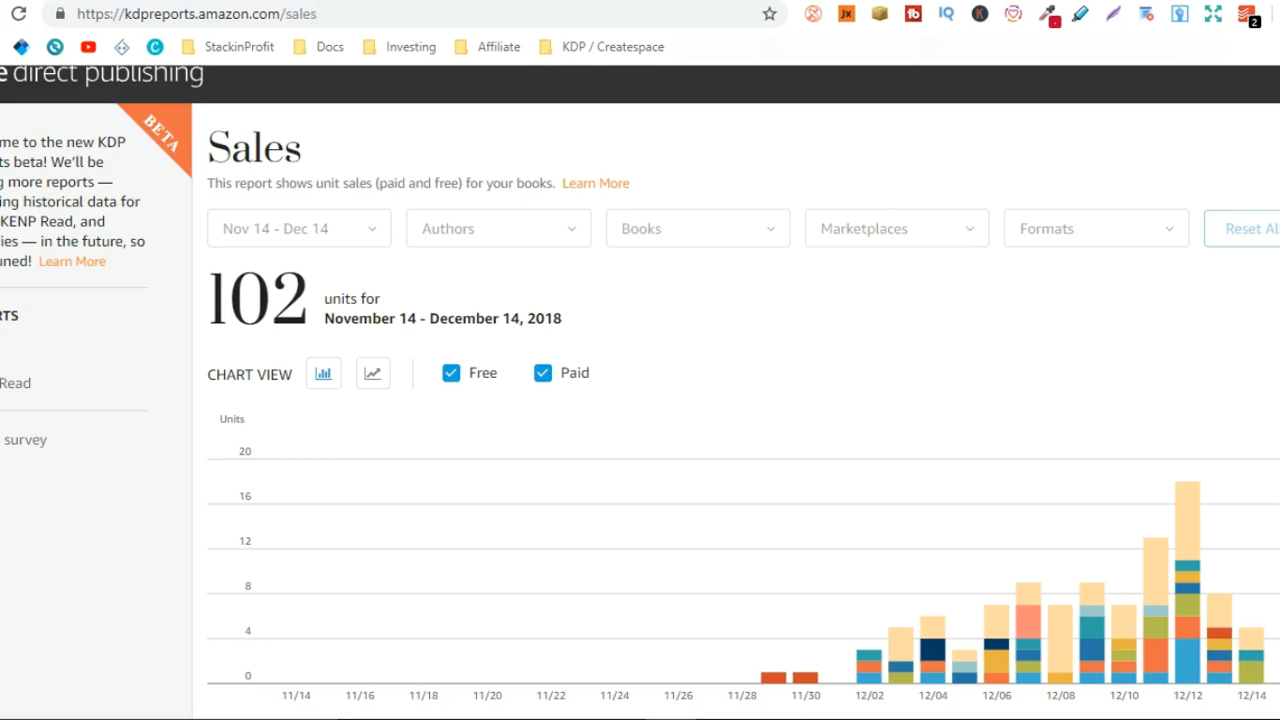 https://kdpreports.amazon.com/sales
StackinProfit Docs Investing Affiliate KDP / Createspace
e direct publishing
BETA
me to the new KDP
ts beta! We'll be
g more reports —
ing historical data for
KENP Read, and
ies — in the future, so
uned! Learn More
RTS
Read
survey
Sales
This report shows unit sales (paid and free) for your books. Learn More
Nov 14 - Dec 14 Authors Books Marketplaces Formats Reset Al
102 units for
November 14 - December 14, 2018
CHART VIEW Free Paid
Units
20
16
12
8
4
0
11/14 11/16 11/18 11/20 11/22 11/24 11/26 11/28 11/30 12/02 12/04 12/06 12/08 12/10 12/12 12/14